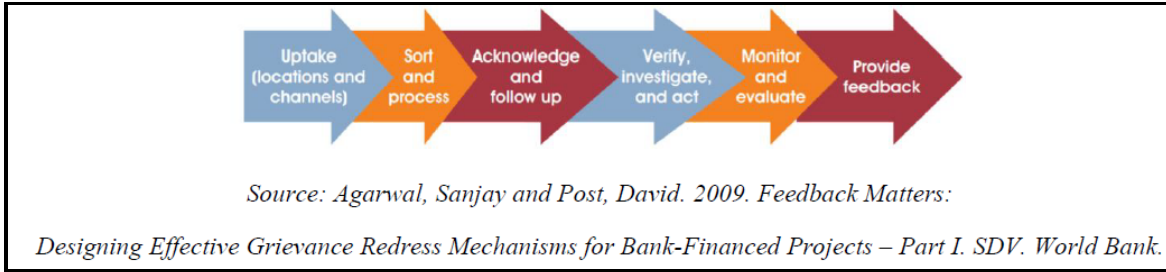 Uptake
(locations and
channels)
Sort
and
process
Acknowledge
and
follow up
Verify,
investigate,
and act
Monitor
and
evaluate
Provide
feedback
Source: Agarwal, Sanjay and Post, David. 2009. Feedback Matters:
Designing Effective Grievance Redress Mechanisms for Bank-Financed Projects – Part I. SDV. World Bank.